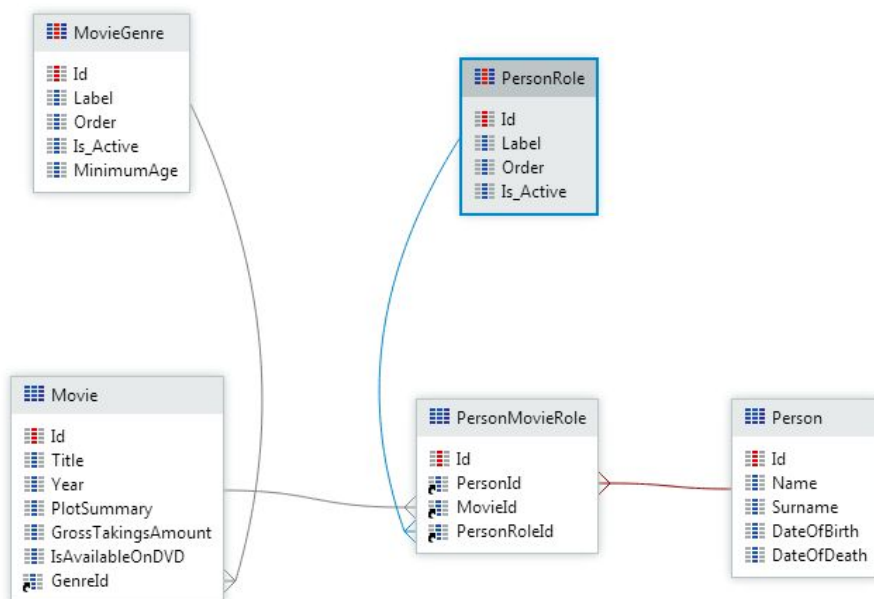 MovieGenre
Id
Label
Order
Is_Active
MinimumAge
PersonRole
Id
Label
Order
Is_Active
Movie
Id
Title
Year
PlotSummary
GrossTakingsAmount
IsAvailableOnDVD
GenreId
PersonMovieRole
Id
PersonId
MovieId
PersonRoleId
Person
Id
Name
Surname
DateOfBirth
DateOfDeath